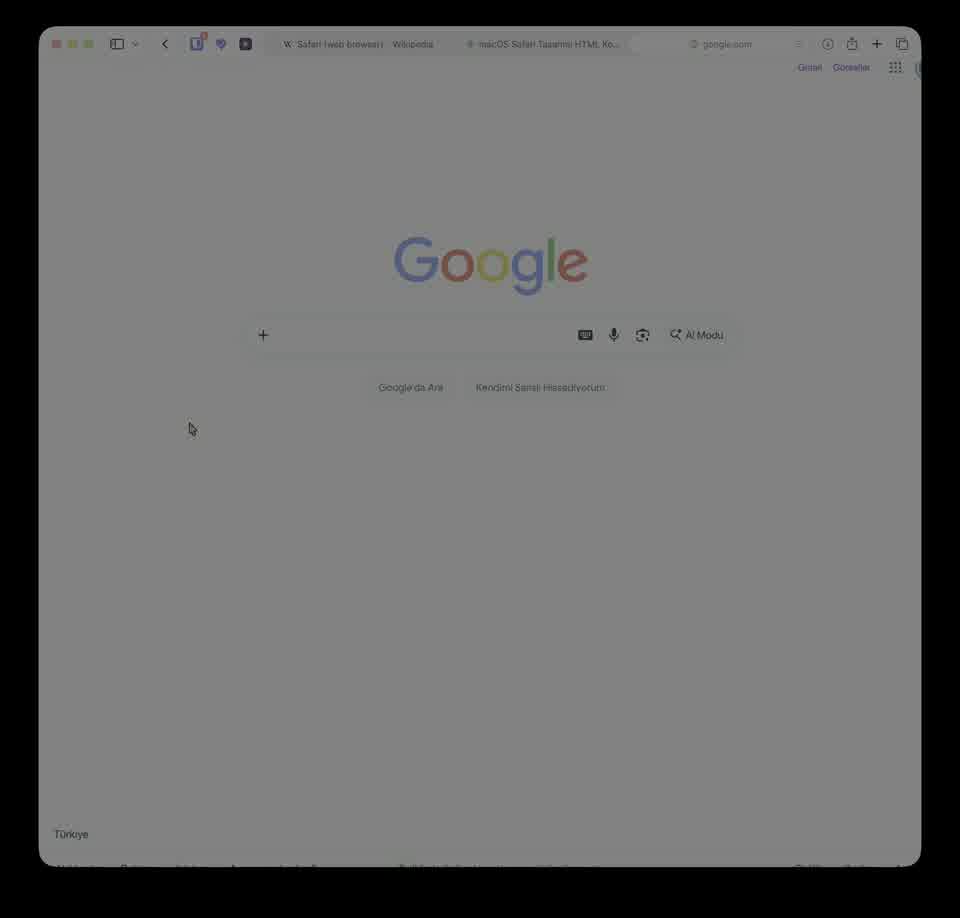 Safari (web browser) - Wikipedia
macOS Safari Tasarımı HTML Ko...
google.com
Gmail
Görseller
Google
AI Modu
Google'da Ara
Kendimi Şanslı Hissediyorum
Türkiye